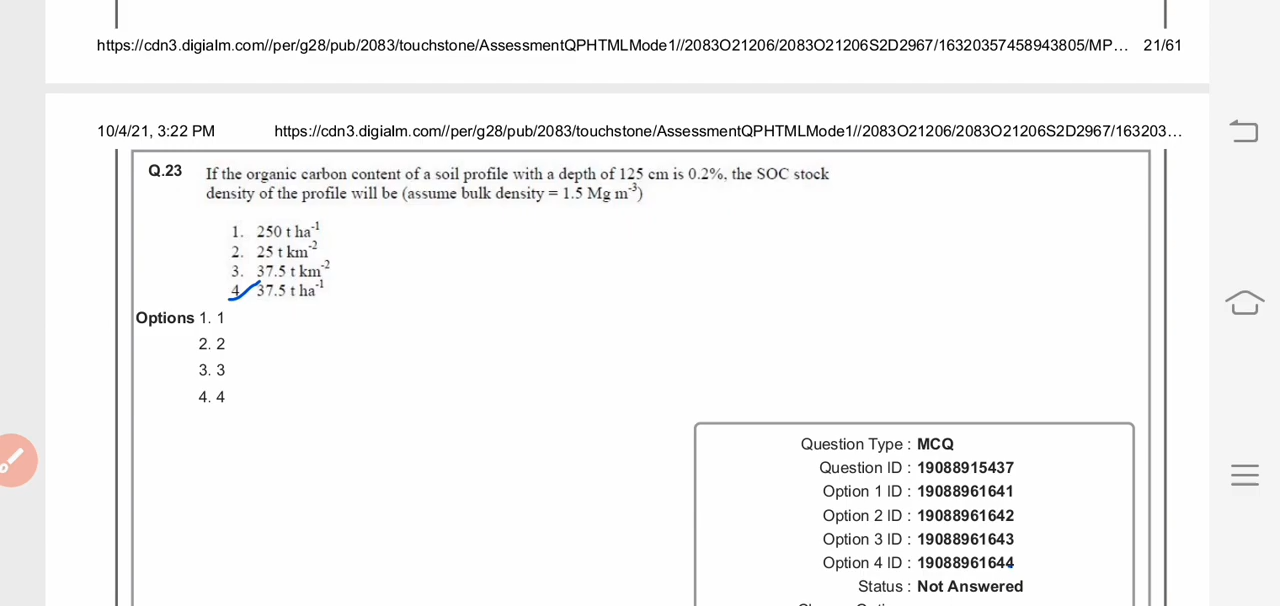 https://cdn3.digialm.com//per/g28/pub/2083/touchstone/AssessmentQPHTMLMode1//2083O21206/2083O21206S2D2967/16320357458943805/MP… 21/61
10/4/21, 3:22 PM https://cdn3.digialm.com//per/g28/pub/2083/touchstone/AssessmentQPHTMLMode1//2083O21206/2083O21206S2D2967/163203…
Q.23 If the organic carbon content of a soil profile with a depth of 125 cm is 0.2%, the SOC stock
density of the profile will be (assume bulk density = 1.5 Mg m⁻³)
1. 250 t ha⁻¹
2. 25 t km⁻²
3. 37.5 t km⁻²
4. 37.5 t ha⁻¹
Options 1. 1
2. 2
3. 3
4. 4
Question Type : MCQ
Question ID : 19088915437
Option 1 ID : 19088961641
Option 2 ID : 19088961642
Option 3 ID : 19088961643
Option 4 ID : 19088961644
Status : Not Answered